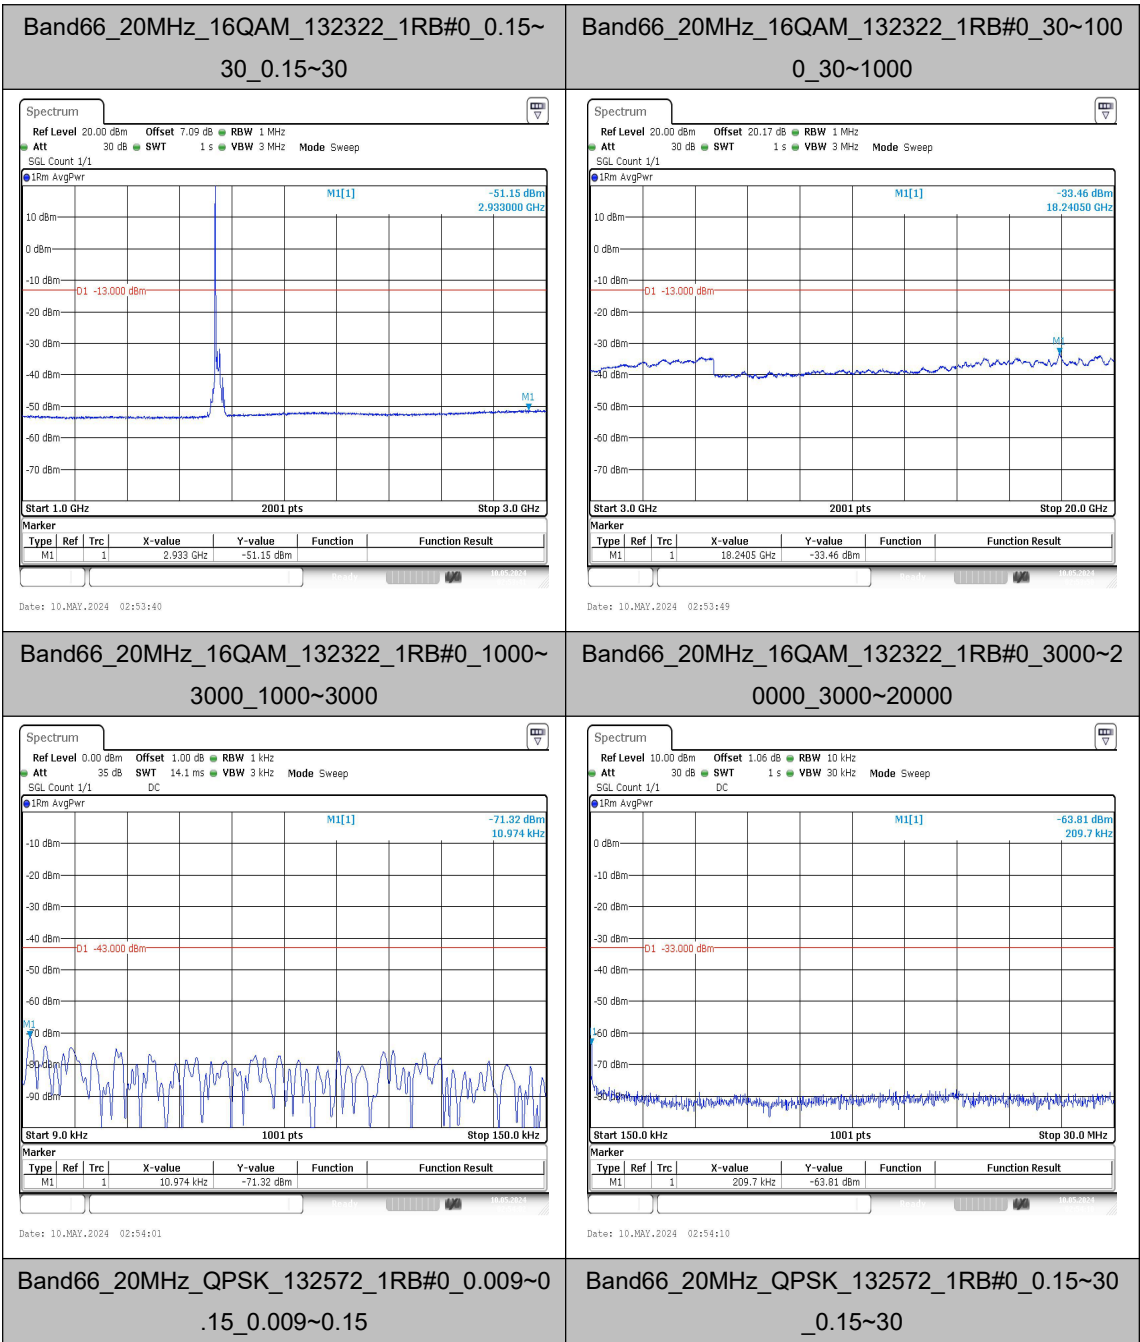 Band66_20MHz_16QAM_132322_1RB#0_0.15~
30_0.15~30
Band66_20MHz_16QAM_132322_1RB#0_30~100
0_30~1000
Spectrum
Ref Level 20.00 dBm Offset 7.09 dB RBW 1 MHz
Att 30 dB SWT 1 s VBW 3 MHz Mode Sweep
SGL Count 1/1
1Rm AvgPwr
M1[1] -51.15 dBm
2.933000 GHz
10 dBm
0 dBm
-10 dBm
D1 -13.000 dBm
-20 dBm
-30 dBm
-40 dBm
-50 dBm
M1
-60 dBm
-70 dBm
Start 1.0 GHz 2001 pts Stop 3.0 GHz
Marker
Type Ref Trc X-value Y-value Function Function Result
M1 1 2.933 GHz -51.15 dBm
Ready 10.05.2024
Date: 10.MAY.2024 02:53:40
Spectrum
Ref Level 20.00 dBm Offset 20.17 dB RBW 1 MHz
Att 30 dB SWT 1 s VBW 3 MHz Mode Sweep
SGL Count 1/1
1Rm AvgPwr
M1[1] -33.46 dBm
18.24050 GHz
10 dBm
0 dBm
-10 dBm
D1 -13.000 dBm
-20 dBm
-30 dBm
M1
-40 dBm
-50 dBm
-60 dBm
-70 dBm
Start 3.0 GHz 2001 pts Stop 20.0 GHz
Marker
Type Ref Trc X-value Y-value Function Function Result
M1 1 18.2405 GHz -33.46 dBm
Ready 10.05.2024
Date: 10.MAY.2024 02:53:49
Band66_20MHz_16QAM_132322_1RB#0_1000~
3000_1000~3000
Band66_20MHz_16QAM_132322_1RB#0_3000~2
0000_3000~20000
Spectrum
Ref Level 0.00 dBm Offset 1.00 dB RBW 1 kHz
Att 35 dB SWT 14.1 ms VBW 3 kHz Mode Sweep
SGL Count 1/1 DC
1Rm AvgPwr
M1[1] -71.32 dBm
10.974 kHz
-10 dBm
-20 dBm
-30 dBm
-40 dBm
D1 -43.000 dBm
-50 dBm
-60 dBm
M1
-70 dBm
-80 dBm
-90 dBm
Start 9.0 kHz 1001 pts Stop 150.0 kHz
Marker
Type Ref Trc X-value Y-value Function Function Result
M1 1 10.974 kHz -71.32 dBm
Ready 10.05.2024
Date: 10.MAY.2024 02:54:01
Spectrum
Ref Level 10.00 dBm Offset 1.06 dB RBW 10 kHz
Att 30 dB SWT 1 s VBW 30 kHz Mode Sweep
SGL Count 1/1 DC
1Rm AvgPwr
M1[1] -63.81 dBm
209.7 kHz
0 dBm
-10 dBm
-20 dBm
-30 dBm
D1 -33.000 dBm
-40 dBm
-50 dBm
-60 dBm
-70 dBm
Start 150.0 kHz 1001 pts Stop 30.0 MHz
Marker
Type Ref Trc X-value Y-value Function Function Result
M1 1 209.7 kHz -63.81 dBm
Ready 10.05.2024
Date: 10.MAY.2024 02:54:10
Band66_20MHz_QPSK_132572_1RB#0_0.009~0
.15_0.009~0.15
Band66_20MHz_QPSK_132572_1RB#0_0.15~30
_0.15~30